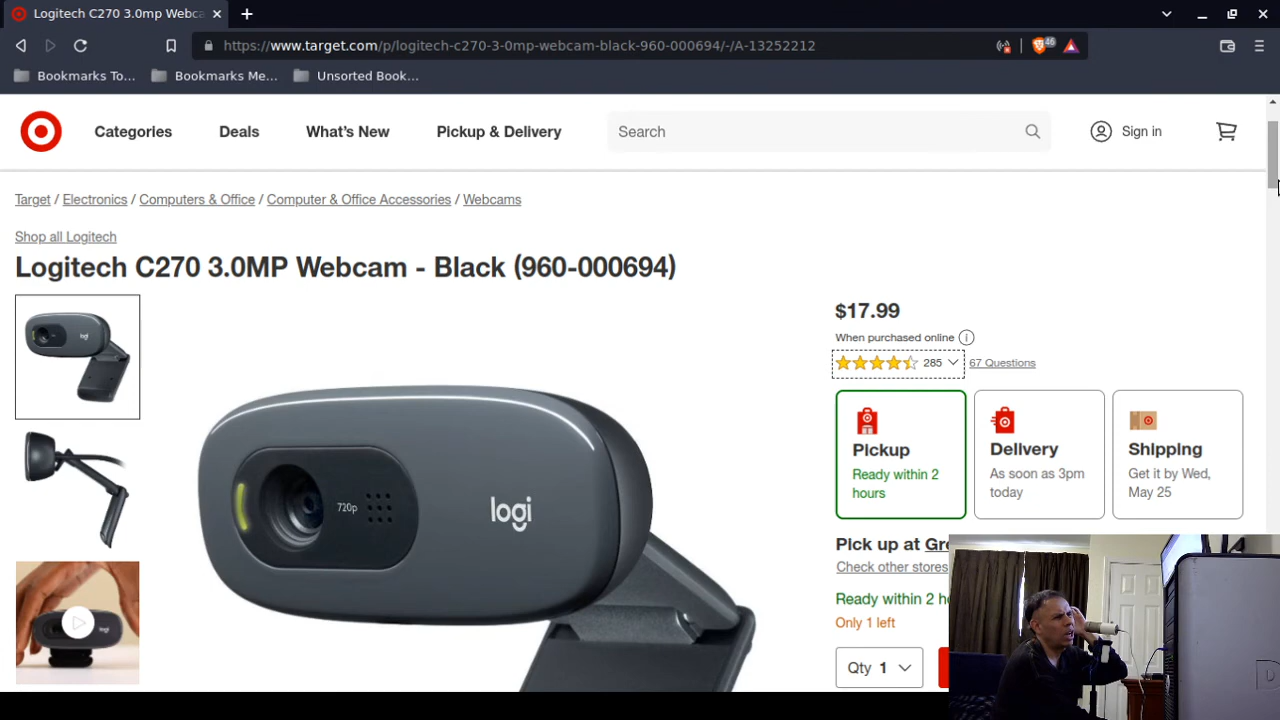 Logitech C270 3.0mp Webca
https://www.target.com/p/logitech-c270-3-0mp-webcam-black-960-000694/-/A-13252212
46
Bookmarks To...
Bookmarks Me...
Unsorted Book...
Categories
Deals
What's New
Pickup & Delivery
Search
Sign in
Target / Electronics / Computers & Office / Computer & Office Accessories / Webcams
Shop all Logitech
Logitech C270 3.0MP Webcam - Black (960-000694)
$17.99
When purchased online
285
67 Questions
Pickup
Ready within 2
hours
Delivery
As soon as 3pm
today
Shipping
Get it by Wed,
May 25
logi
720p
logi
logi
Pick up at Gre
Check other stores
Ready within 2 h
Only 1 left
Qty 1